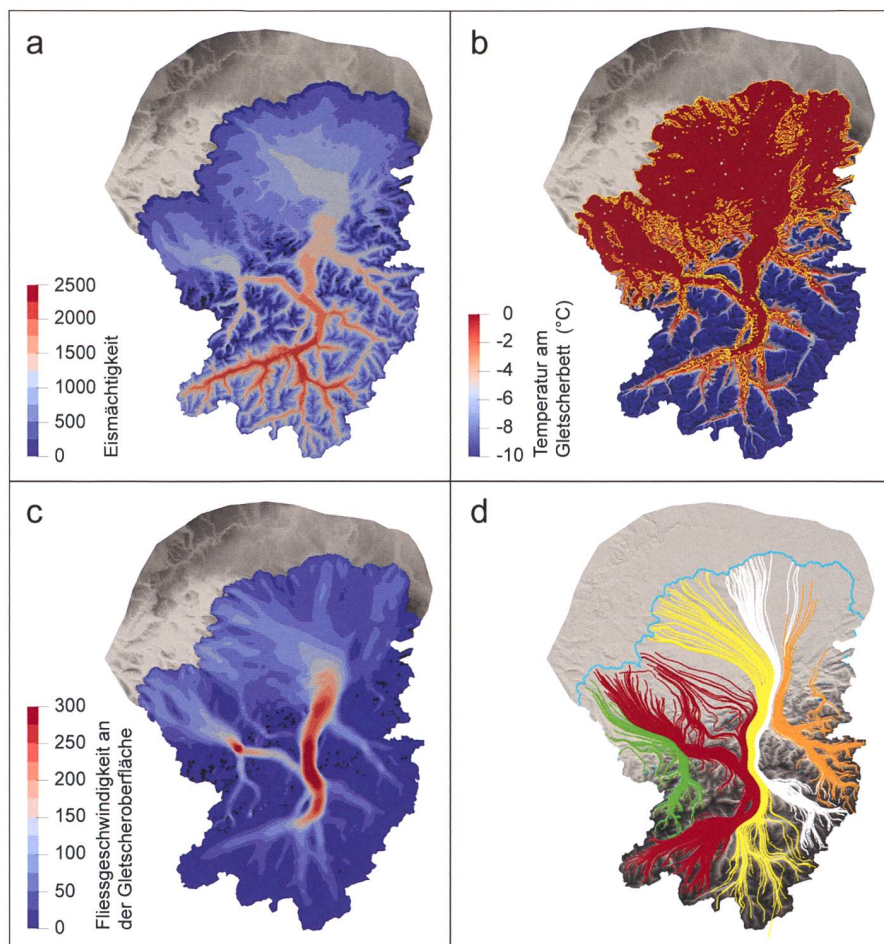 a
2500
2000
1500
1000
500
0
Eismächtigkeit
b
0
-2
-4
-6
-8
-10
Temperatur am
Gletscherbett (°C)
c
300
250
200
150
100
50
0
Fliessgeschwindigkeit an
der Gletscheroberfläche
d